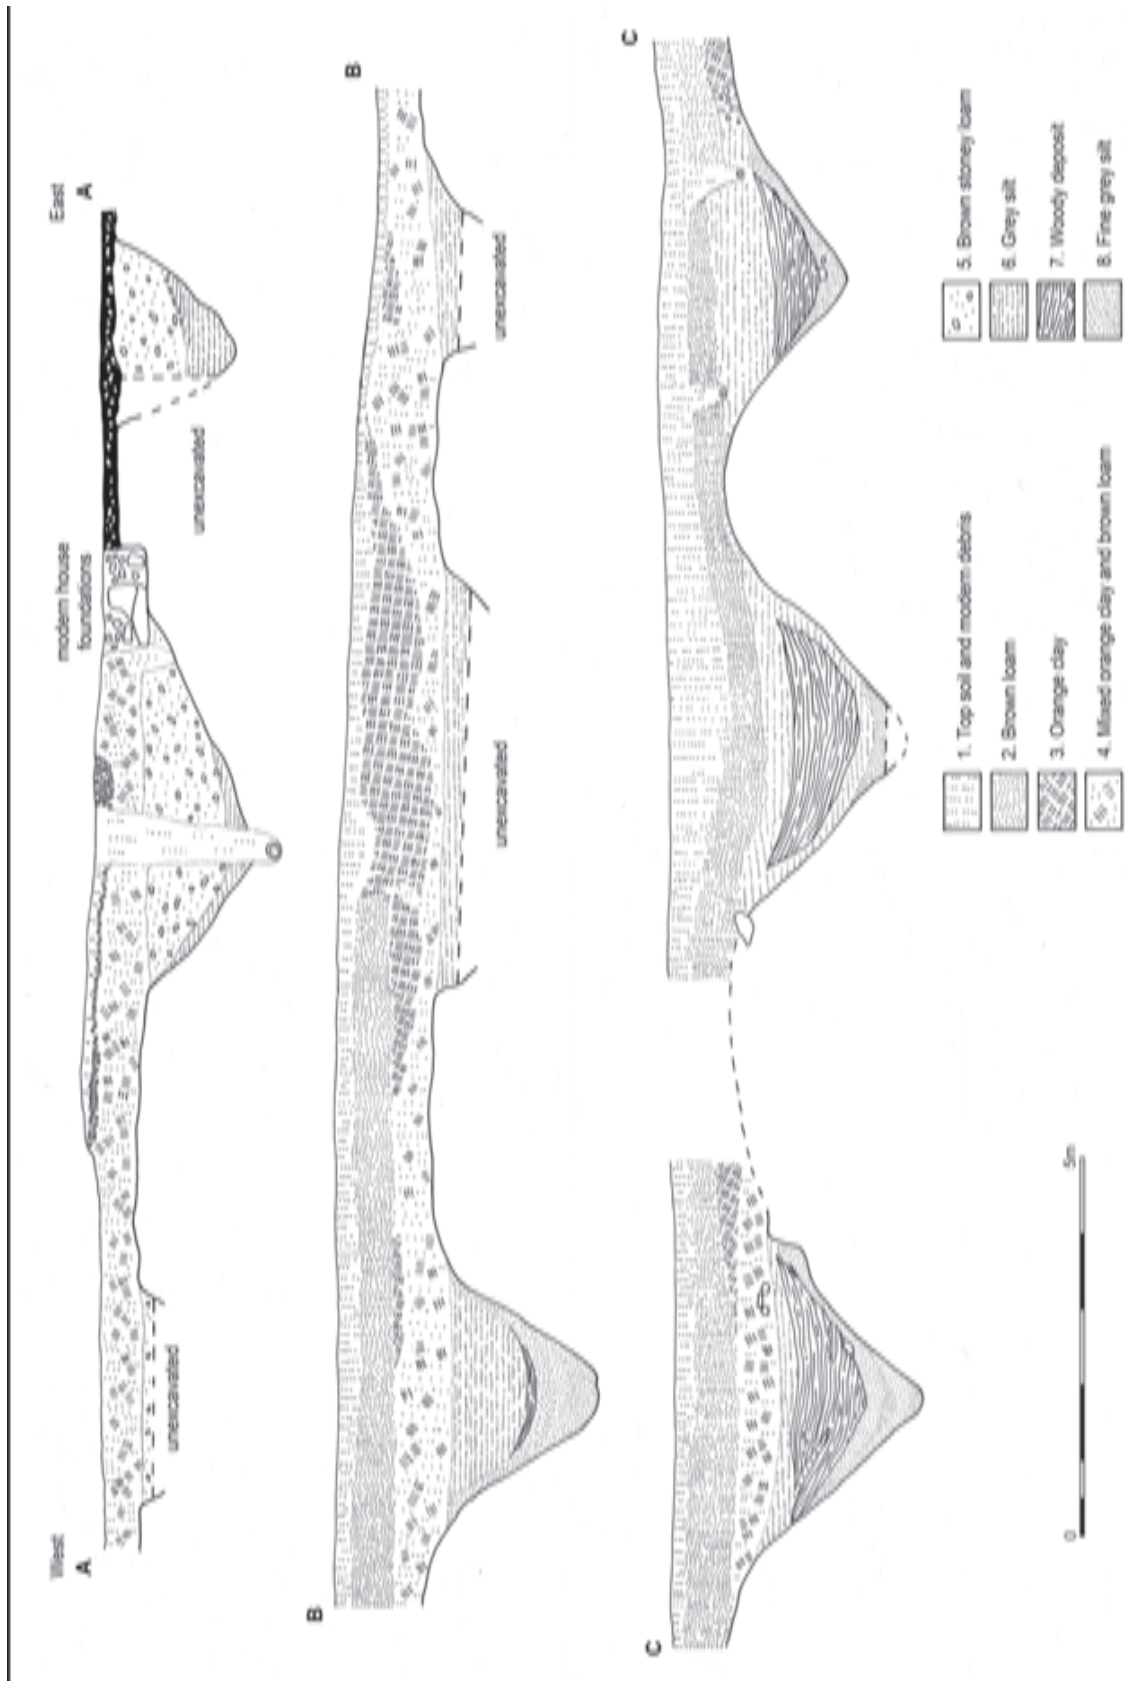 West
East
A
A
modern house
foundations
unexcavated
unexcavated
B
B
unexcavated
unexcavated
C
C
0
5m
1. Top soil and modern debris
2. Brown loam
3. Orange clay
4. Mixed orange clay and brown loam
5. Brown stoney loam
6. Grey silt
7. Woody deposit
8. Fine grey silt